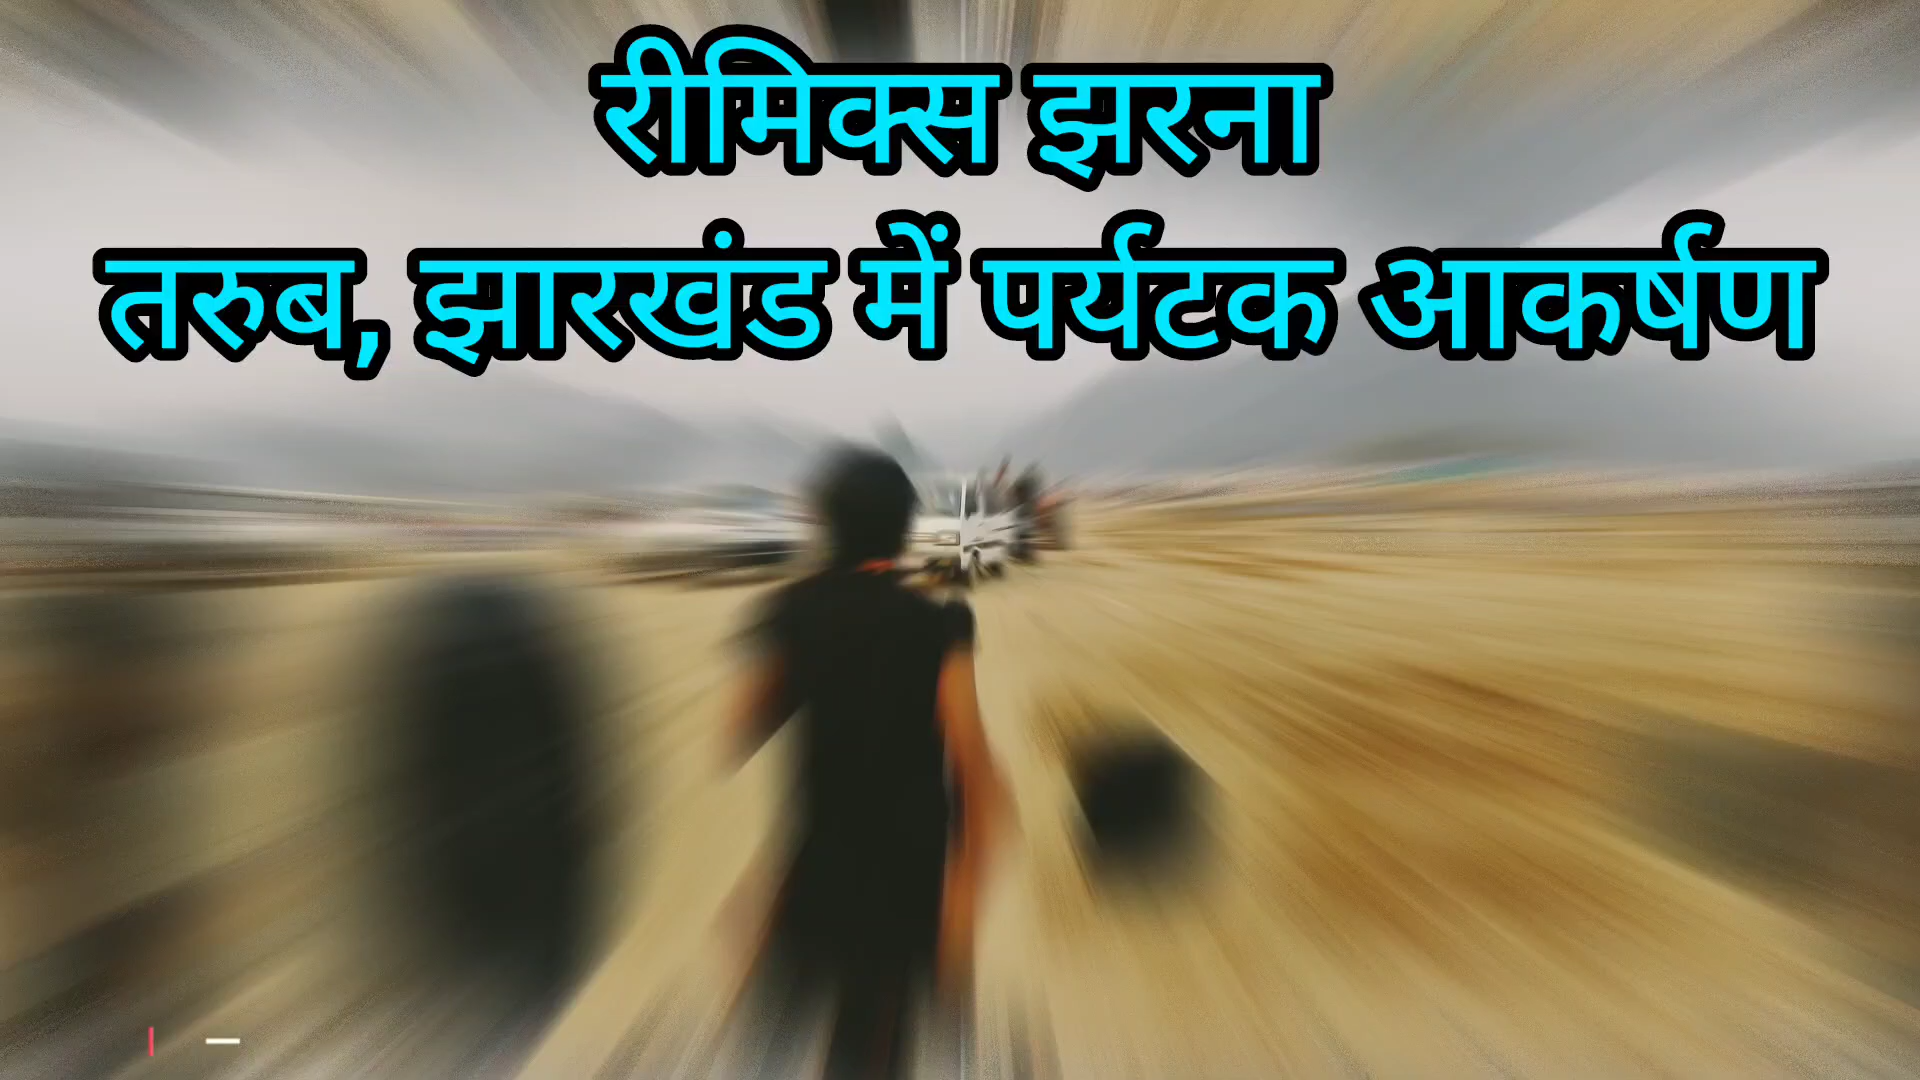 रीमिक्स झरना
तरुब, झारखंड में पर्यटक आकर्षण